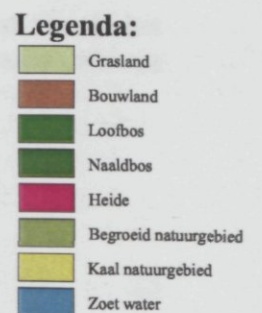 Legenda:
Grasland
Bouwland
Loofbos
Naaldbos
Heide
Begroeid natuurgebied
Kaal natuurgebied
Zoet water